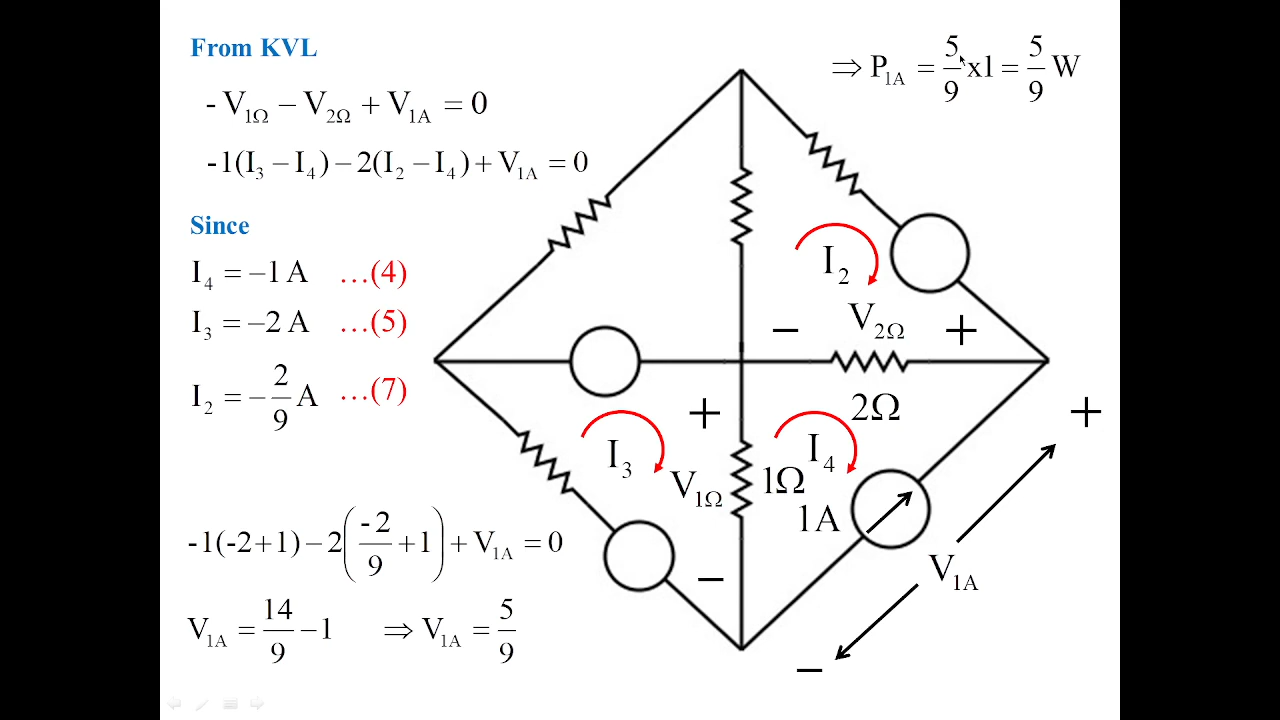 From KVL
- V₁Ω − V₂Ω + V₁A = 0
-1(I₃ − I₄) − 2(I₂ − I₄) + V₁A = 0
Since
I₄ = −1 A …(4)
I₃ = −2 A …(5)
I₂ = −2/9 A …(7)
-1(-2+1) − 2(-2/9 + 1) + V₁A = 0
V₁A = 14/9 − 1 ⇒ V₁A = 5/9
⇒ P₁A = 5/9 x1 = 5/9 W
I₂
− V₂Ω +
2Ω
+
I₃
I₄
V₁Ω
1Ω
1A
−
+
V₁A
−